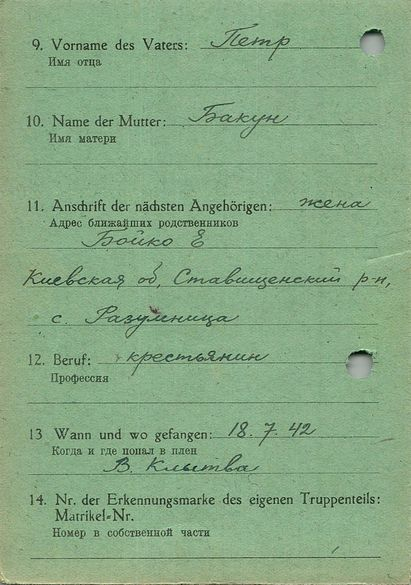 9. Vorname des Vaters: Петр
Имя отца
10. Name der Mutter: Бакун
Имя матери
11. Anschrift der nächsten Angehörigen: жена
Адрес ближайших родственников
Бойко Е
Киевская об, Ставищенский р-н,
с. Разумница
12. Beruf: крестьянин
Профессия
13 Wann und wo gefangen: 18.7.42
Когда и где попал в плен
В.
14. Nr. der Erkennungsmarke des eigenen Truppenteils:
Matrikel-Nr.
Номер в собственной части